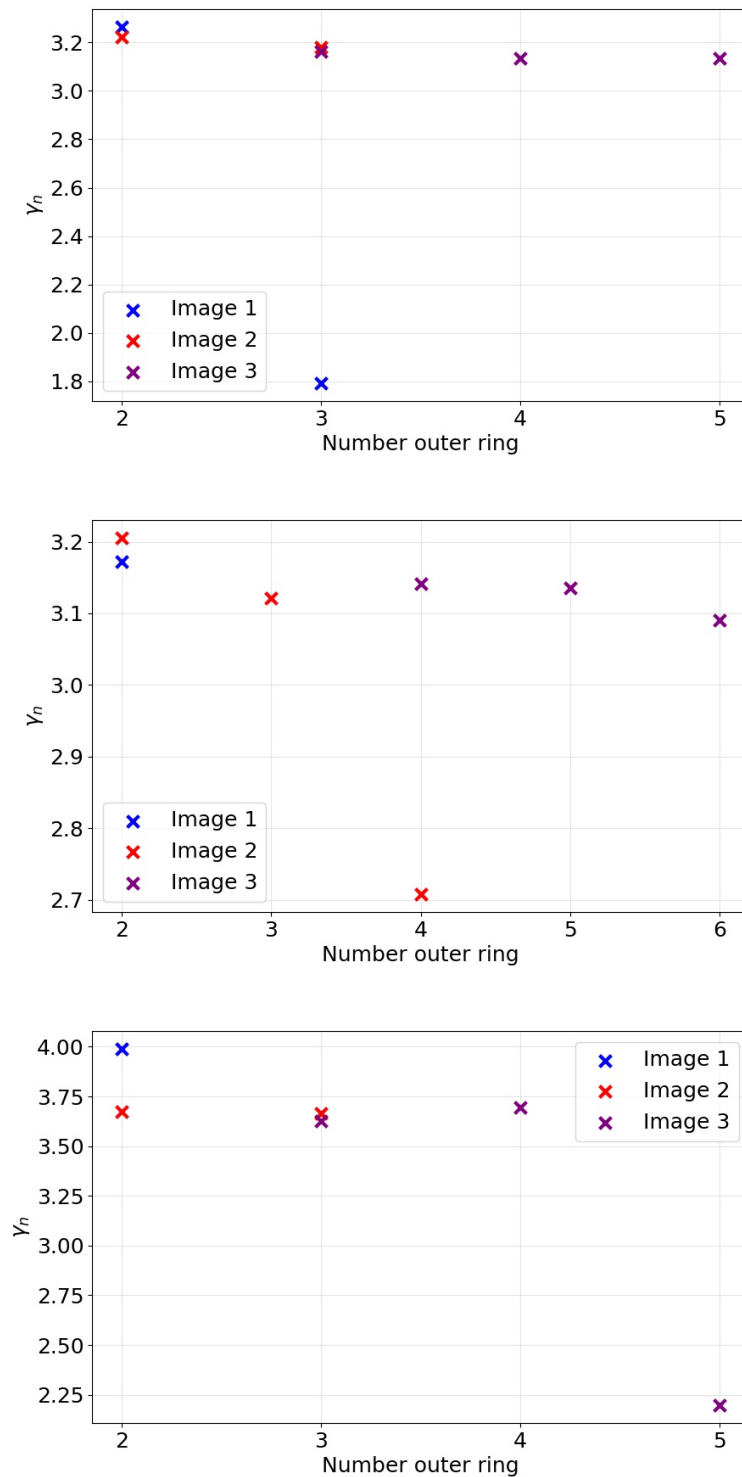 3.2
3.0
2.8
2.6
2.4
2.2
2.0
1.8
γn
Image 1
Image 2
Image 3
2 3 4 5
Number outer ring
3.2
3.1
3.0
2.9
2.8
2.7
γn
Image 1
Image 2
Image 3
2 3 4 5 6
Number outer ring
4.00
3.75
3.50
3.25
3.00
2.75
2.50
2.25
γn
Image 1
Image 2
Image 3
2 3 4 5
Number outer ring